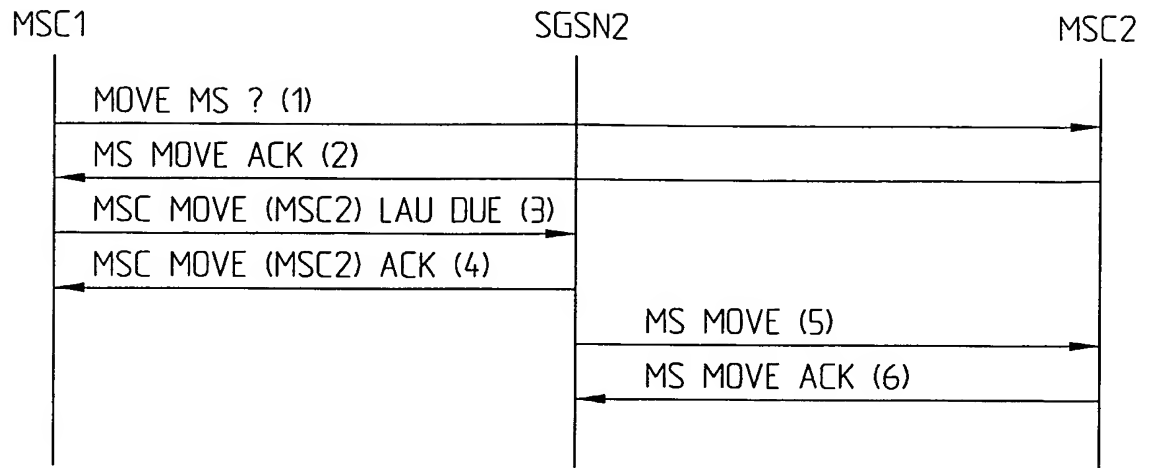 MSC1 SGSN2 MSC2
MOVE MS ? (1)
MS MOVE ACK (2)
MSC MOVE (MSC2) LAU DUE (3)
MSC MOVE (MSC2) ACK (4)
MS MOVE (5)
MS MOVE ACK (6)